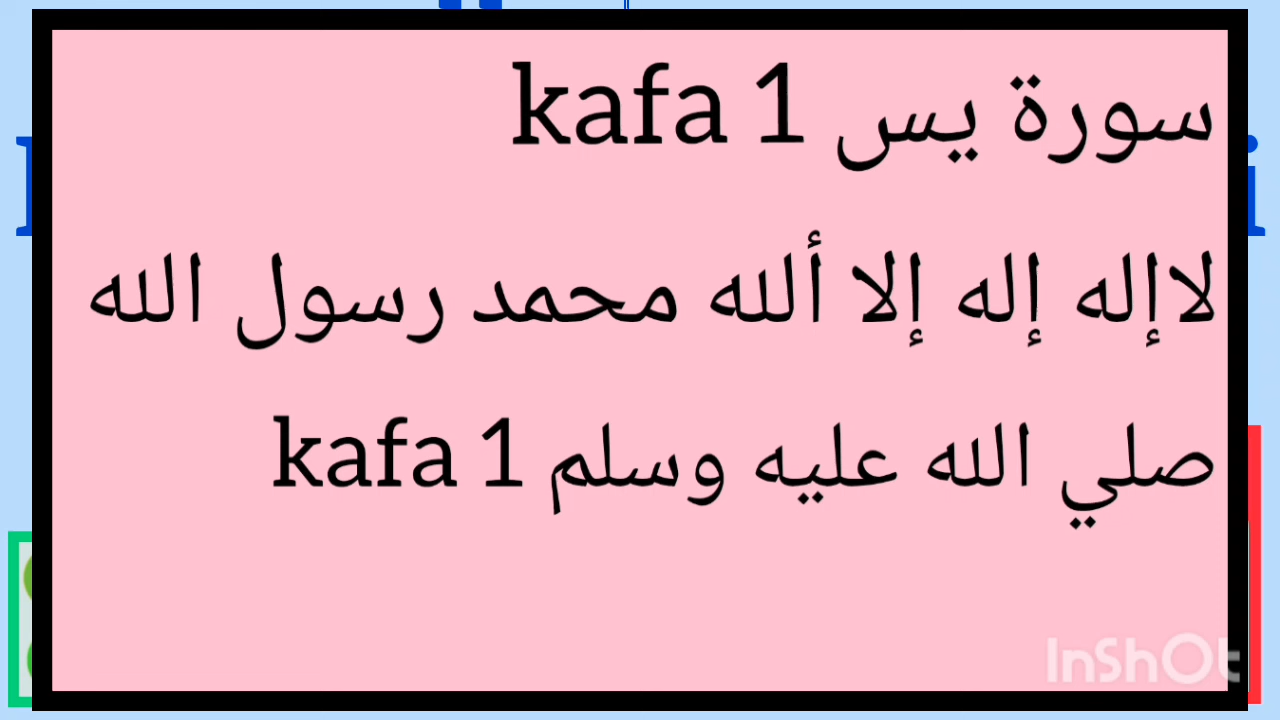 سورة يس kafa 1
لاإله إله إلا ألله محمد رسول الله
صلي الله عليه وسلم kafa 1
InShOt